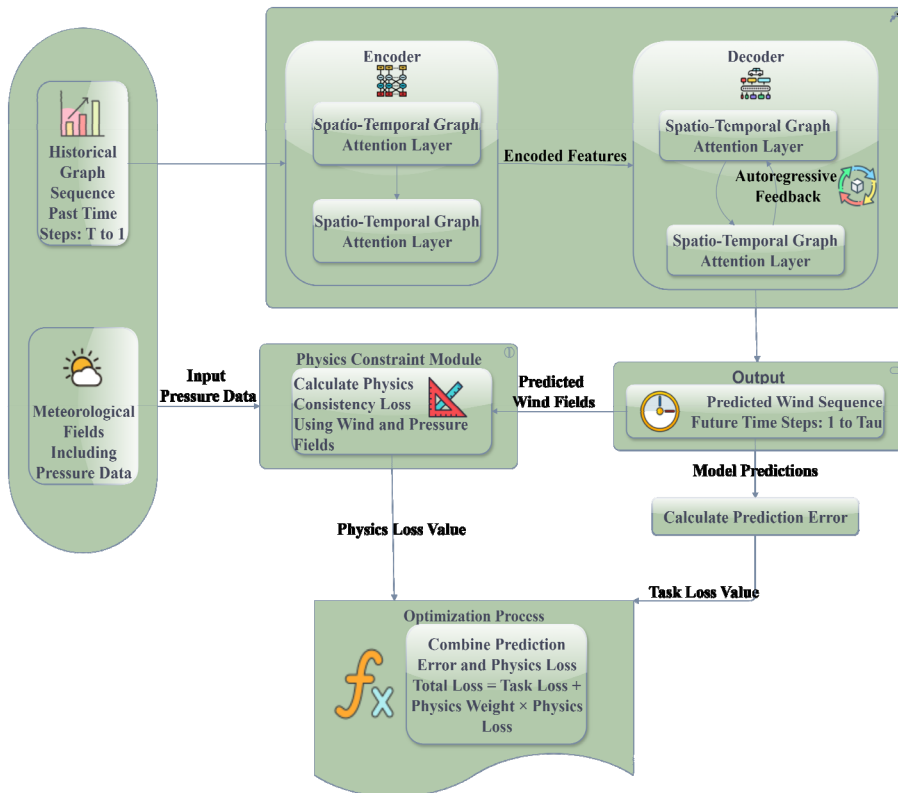 Encoder
Decoder
Historical
Graph
Sequence
Past Time
Steps: T to 1
Spatio-Temporal Graph
Attention Layer
Spatio-Temporal Graph
Attention Layer
Encoded Features
Spatio-Temporal Graph
Attention Layer
Autoregressive
Feedback
Spatio-Temporal Graph
Attention Layer
Meteorological
Fields
Including
Pressure Data
Input
Pressure Data
Physics Constraint Module
Calculate Physics
Consistency Loss
Using Wind and Pressure
Fields
Predicted
Wind Fields
Output
Predicted Wind Sequence
Future Time Steps: 1 to Tau
Model Predictions
Calculate Prediction Error
Physics Loss Value
Task Loss Value
Optimization Process
fx
Combine Prediction
Error and Physics Loss
Total Loss = Task Loss +
Physics Weight × Physics
Loss